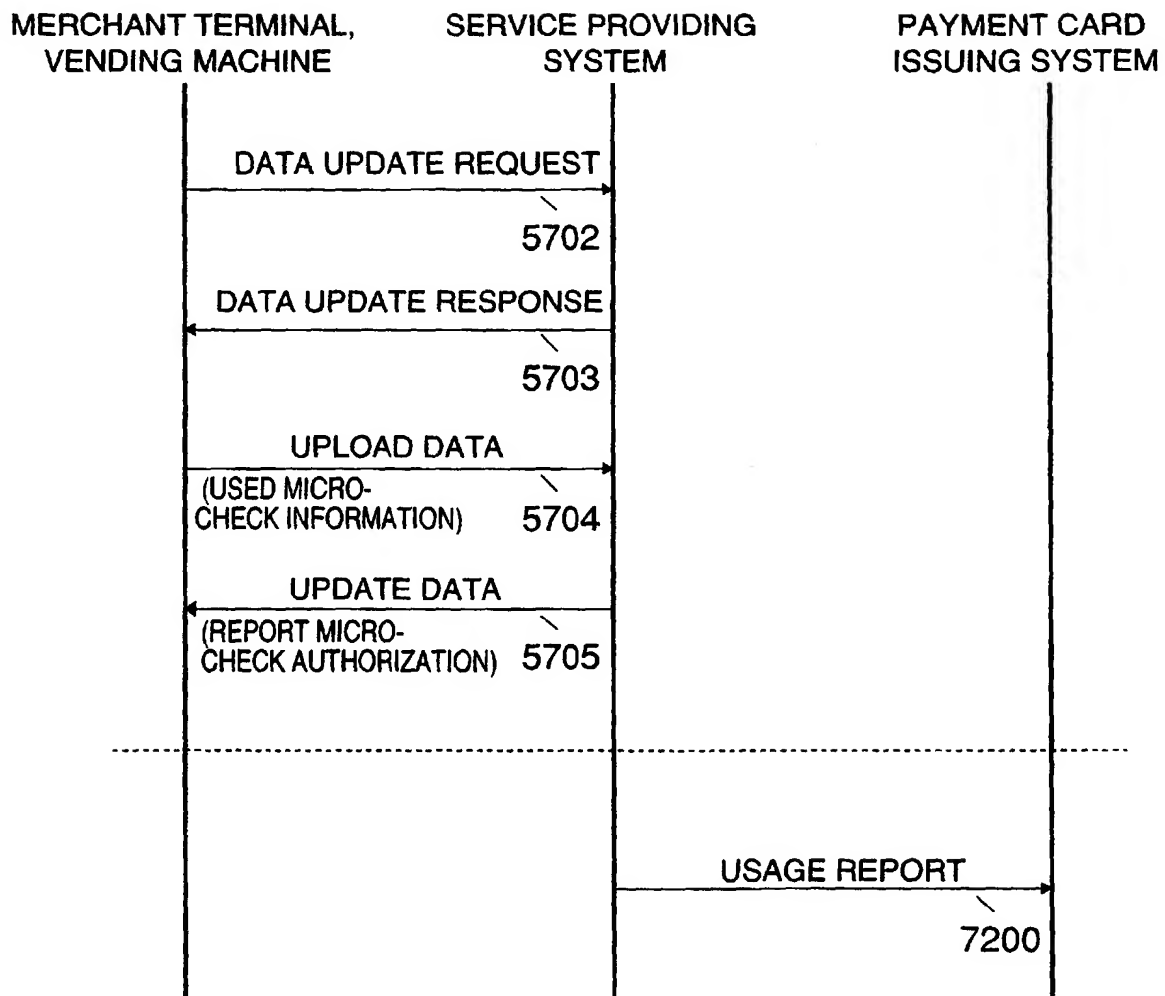 MERCHANT TERMINAL,
VENDING MACHINE
SERVICE PROVIDING
SYSTEM
PAYMENT CARD
ISSUING SYSTEM
DATA UPDATE REQUEST
5702
DATA UPDATE RESPONSE
5703
UPLOAD DATA
(USED MICRO-
CHECK INFORMATION)
5704
UPDATE DATA
(REPORT MICRO-
CHECK AUTHORIZATION)
5705
USAGE REPORT
7200